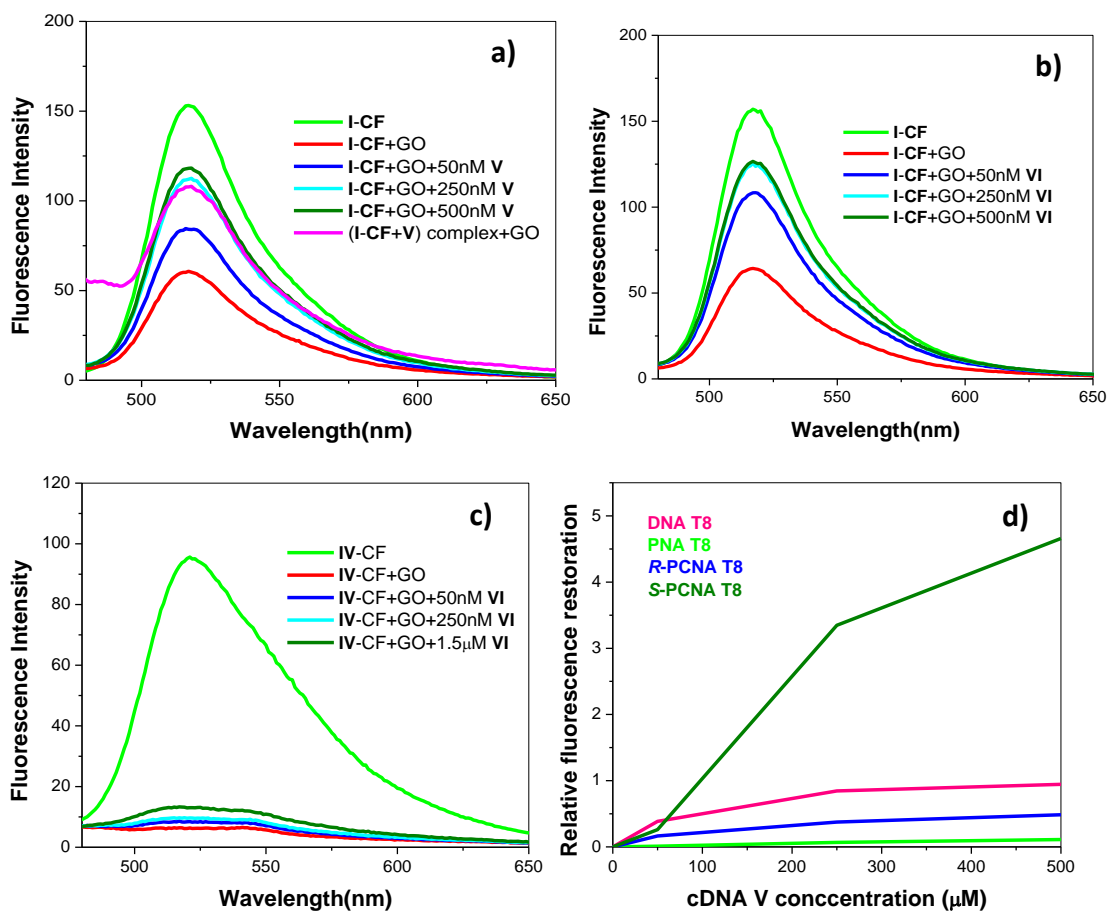 a)
200
150
100
50
0
Fluorescence Intensity
I-CF
I-CF+GO
I-CF+GO+50nM V
I-CF+GO+250nM V
I-CF+GO+500nM V
(I-CF+V) complex+GO
500
550
600
650
Wavelength(nm)
b)
200
150
100
50
0
Fluorescence Intensity
I-CF
I-CF+GO
I-CF+GO+50nM VI
I-CF+GO+250nM VI
I-CF+GO+500nM VI
500
550
600
650
Wavelength(nm)
c)
120
100
80
60
40
20
0
Fluorescence Intensity
IV-CF
IV-CF+GO
IV-CF+GO+50nM VI
IV-CF+GO+250nM VI
IV-CF+GO+1.5μM VI
500
550
600
650
Wavelength(nm)
d)
5
4
3
2
1
0
Relative fluorescence restoration
DNA T8
PNA T8
R-PCNA T8
S-PCNA T8
0
100
200
300
400
500
cDNA V conccentration (μM)